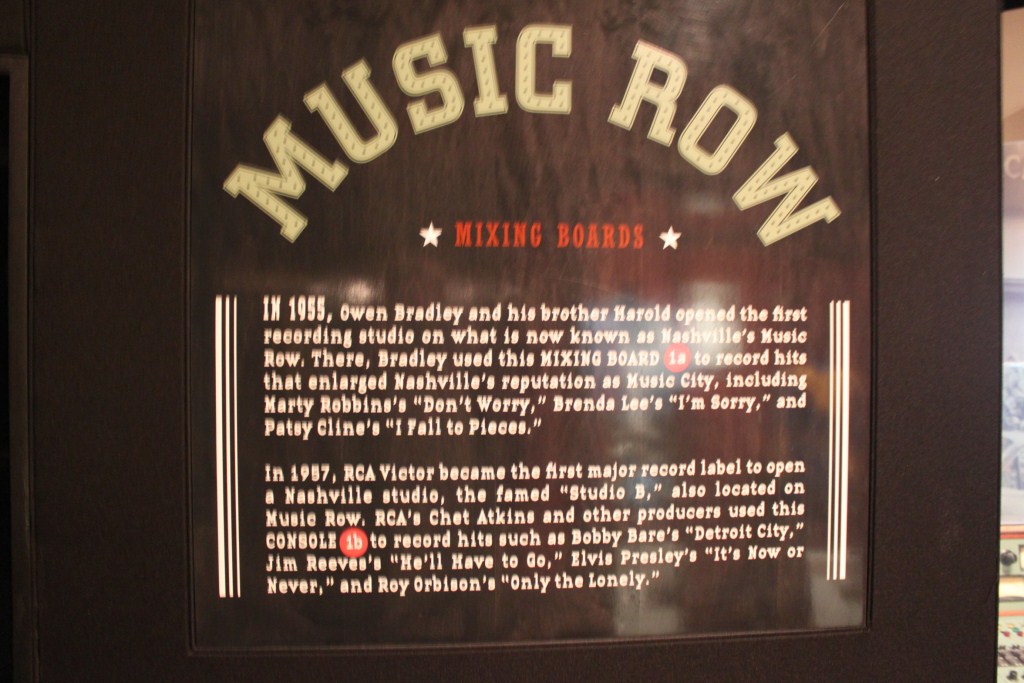 MUSIC ROW
MIXING BOARDS
IN 1955, Owen Bradley and his brother Harold opened the first
recording studio on what is now known as Nashville's Music
Row. There, Bradley used this MIXING BOARD 1a to record hits
that enlarged Nashville's reputation as Music City, including
Marty Robbins's "Don't Worry," Brenda Lee's "I'm Sorry," and
Patsy Cline's "I Fall to Pieces."
In 1957, RCA Victor became the first major record label to open
a Nashville studio, the famed "Studio B," also located on
Music Row. RCA's Chet Atkins and other producers used this
CONSOLE 1b to record hits such as Bobby Bare's "Detroit City,"
Jim Reeves's "He'll Have to Go," Elvis Presley's "It's Now or
Never," and Roy Orbison's "Only the Lonely."